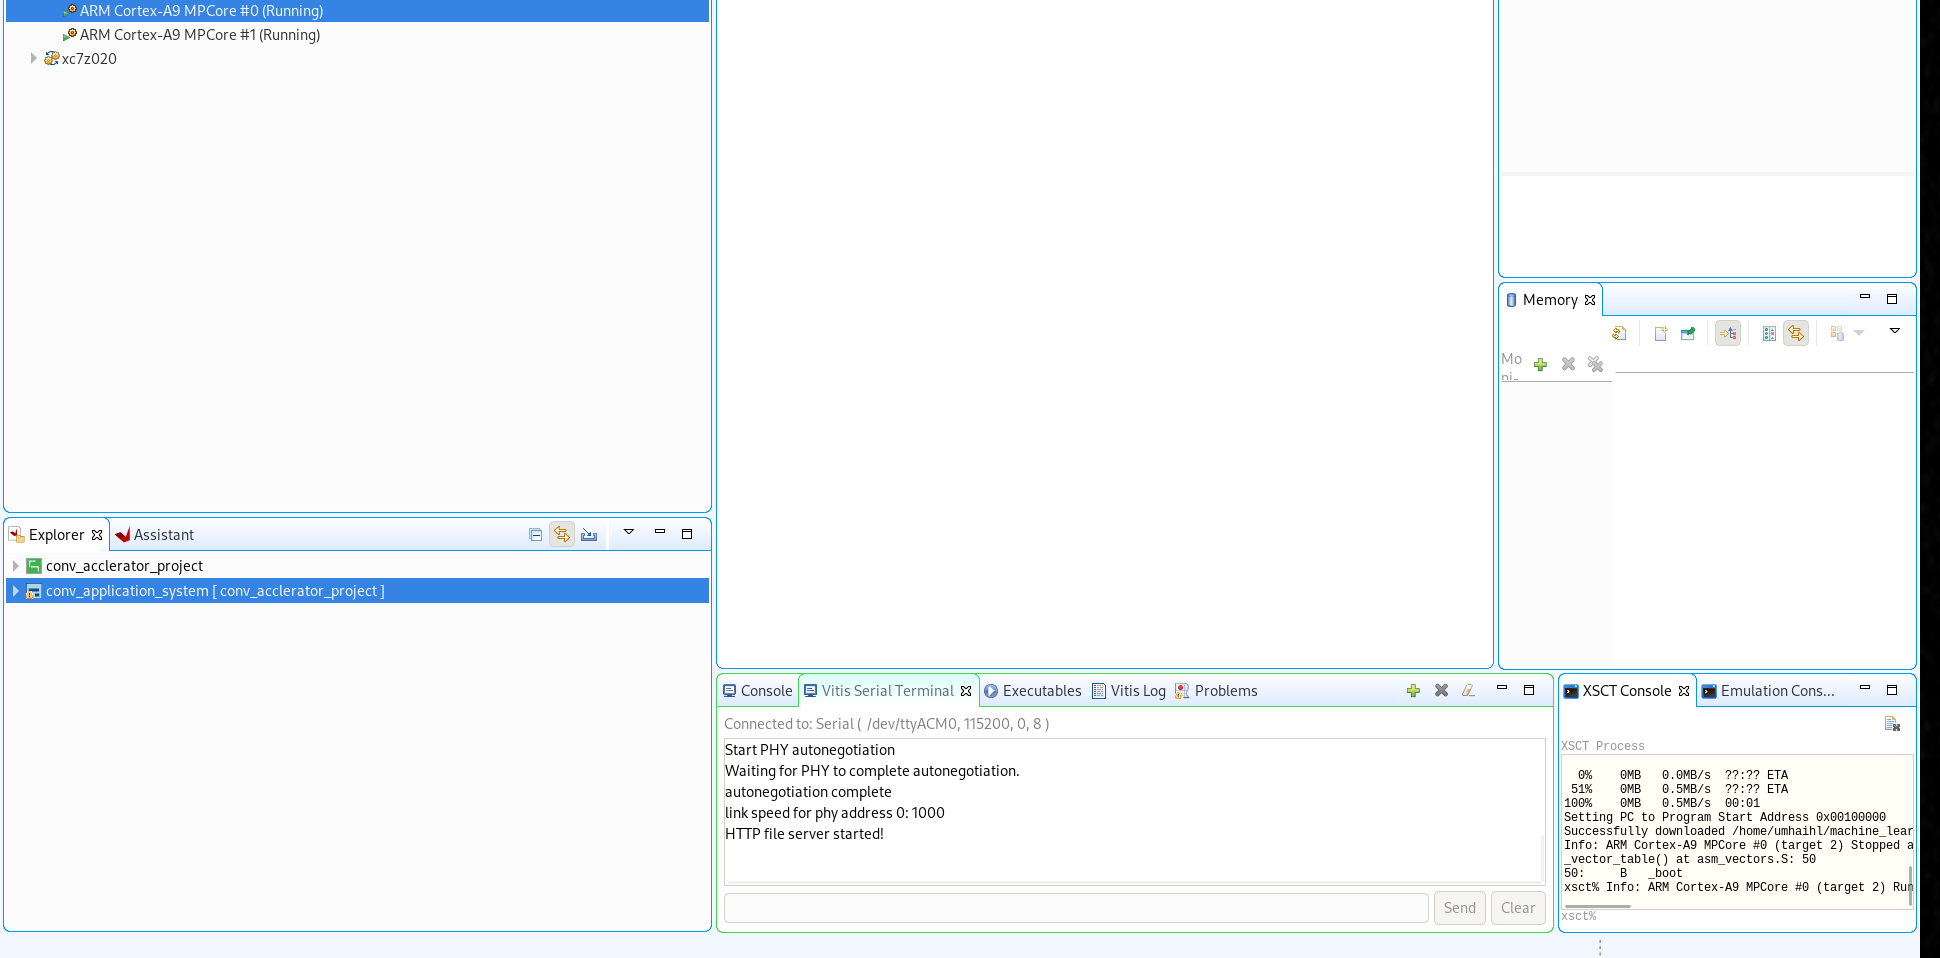 ARM Cortex-A9 MPCore #0 (Running)
ARM Cortex-A9 MPCore #1 (Running)
xc7z020
Memory
Mo
ni-
Explorer
Assistant
conv_acclerator_project
conv_application_system [ conv_acclerator_project ]
Console
Vitis Serial Terminal
Executables
Vitis Log
Problems
Connected to: Serial ( /dev/ttyACM0, 115200, 0, 8 )
Start PHY autonegotiation
Waiting for PHY to complete autonegotiation.
autonegotiation complete
link speed for phy address 0: 1000
HTTP file server started!
Send
Clear
XSCT Console
Emulation Cons...
XSCT Process
0% 0MB 0.0MB/s ??:?? ETA
51% 0MB 0.5MB/s ??:?? ETA
100% 0MB 0.5MB/s 00:01
Setting PC to Program Start Address 0x00100000
Successfully downloaded /home/umhaihl/machine_lear
Info: ARM Cortex-A9 MPCore #0 (target 2) Stopped a
_vector_table() at asm_vectors.S: 50
50: B _boot
xsct% Info: ARM Cortex-A9 MPCore #0 (target 2) Run
xsct%